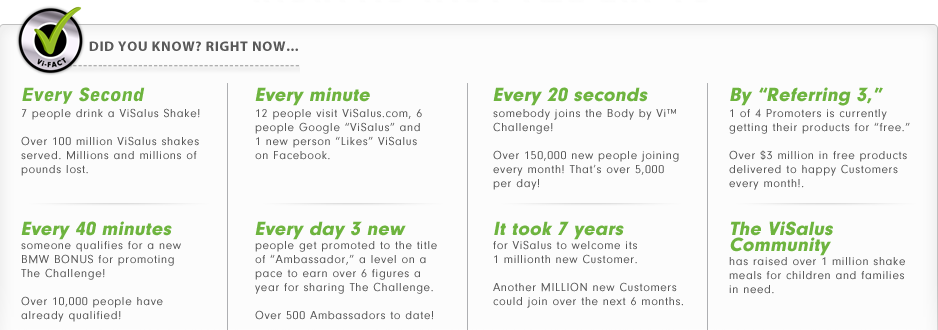 VI-FACT
DID YOU KNOW? RIGHT NOW...
Every Second
7 people drink a ViSalus Shake!
Over 100 million ViSalus shakes
served. Millions and millions of
pounds lost.
Every minute
12 people visit ViSalus.com, 6
people Google “ViSalus” and
1 new person “Likes” ViSalus
on Facebook.
Every 20 seconds
somebody joins the Body by Vi™
Challenge!
Over 150,000 new people joining
every month! That’s over 5,000
per day!
By “Referring 3,”
1 of 4 Promoters is currently
getting their products for “free.”
Over $3 million in free products
delivered to happy Customers
every month!.
Every 40 minutes
someone qualifies for a new
BMW BONUS for promoting
The Challenge!
Over 10,000 people have
already qualified!
Every day 3 new
people get promoted to the title
of “Ambassador,” a level on a
pace to earn over 6 figures a
year for sharing The Challenge.
Over 500 Ambassadors to date!
It took 7 years
for ViSalus to welcome its
1 millionth new Customer.
Another MILLION new Customers
could join over the next 6 months.
The ViSalus
Community
has raised over 1 million shake
meals for children and families
in need.